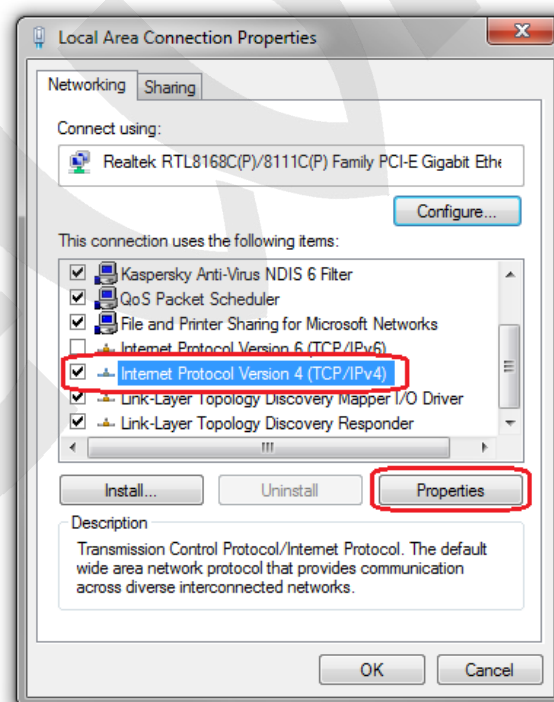 Local Area Connection Properties
Networking
Sharing
Connect using:
Realtek RTL8168C(P)/8111C(P) Family PCI-E Gigabit Ethe
Configure...
This connection uses the following items:
Kaspersky Anti-Virus NDIS 6 Filter
QoS Packet Scheduler
File and Printer Sharing for Microsoft Networks
Internet Protocol Version 6 (TCP/IPv6)
Internet Protocol Version 4 (TCP/IPv4)
Link-Layer Topology Discovery Mapper I/O Driver
Link-Layer Topology Discovery Responder
Install...
Uninstall
Properties
Description
Transmission Control Protocol/Internet Protocol. The default
wide area network protocol that provides communication
across diverse interconnected networks.
OK
Cancel